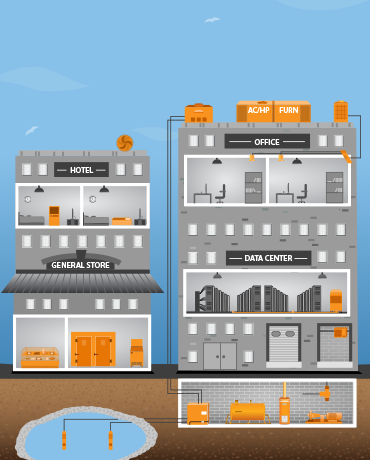 AC/HP FURN
OFFICE
HOTEL
DATA CENTER
GENERAL STORE